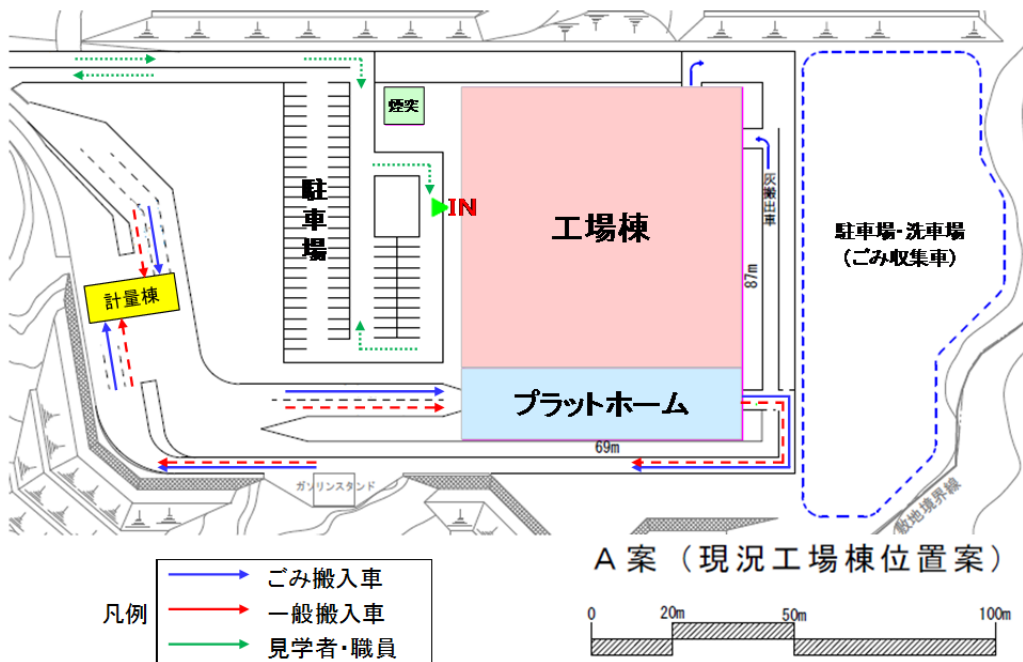 煙突
駐車場
IN
工場棟
灰搬出車
87m
駐車場・洗車場
(ごみ収集車)
計量棟
プラットホーム
69m
ガソリンスタンド
敷地境界線
A案(現況工場棟位置案)
凡例
ごみ搬入車
一般搬入車
見学者・職員
0 20m 50m 100m